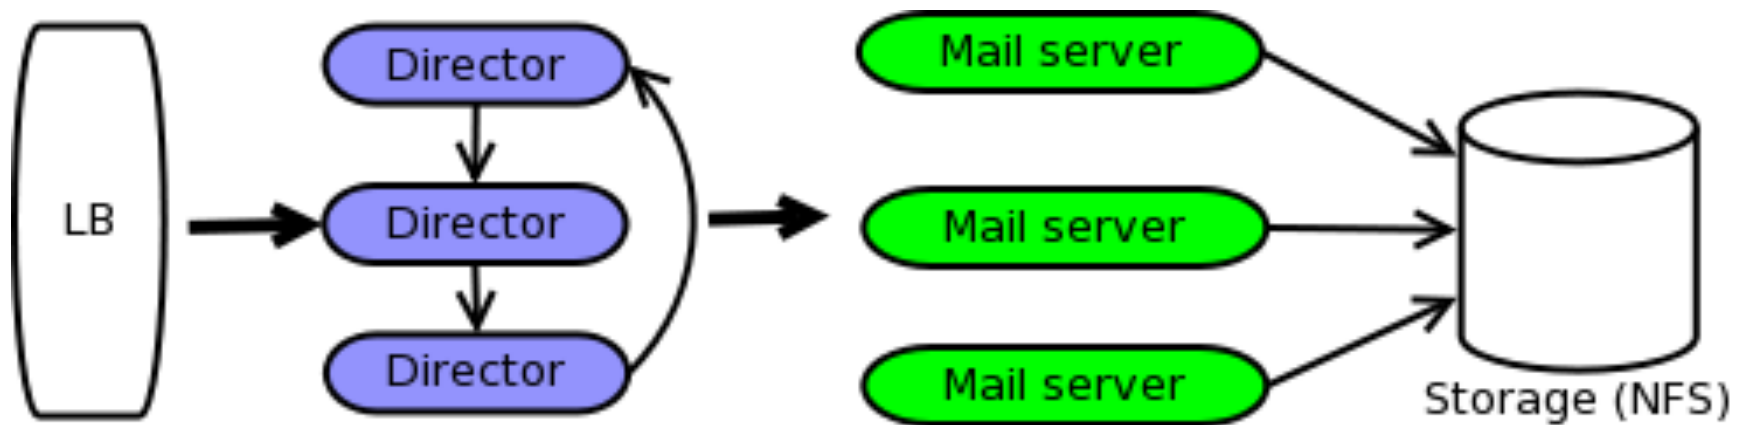 LB
Director
Director
Director
Mail server
Mail server
Mail server
Storage (NFS)